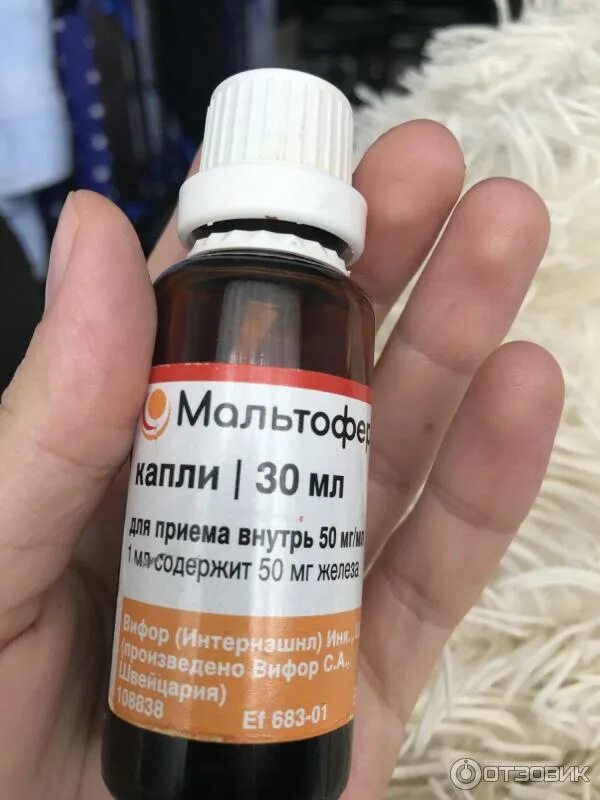 Мальтофер
капли | 30 мл
для приема внутрь 50 мг/мл
1 мл содержит 50 мг железа
Вифор (Интернэшнл) Инк.,
(произведено Вифор С.А.,
Швейцария)
108838 Ef 683-01
ОТЗОВИК